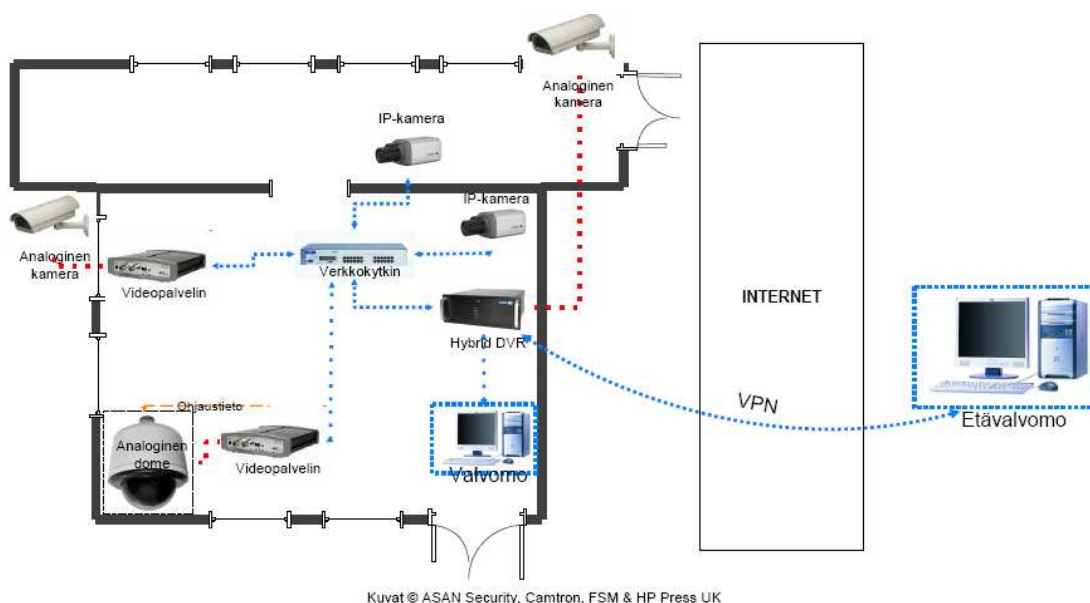 Analoginen
kamera
IP-kamera
IP-kamera
Analoginen
kamera
Videopalvelin
Verkkokytkin
INTERNET
Hybrid DVR
VPN
Etävalvomo
Ohjaustieto
Analoginen
dome
Videopalvelin
Valvomo
Kuvat © ASAN Security, Camtron, FSM & HP Press UK